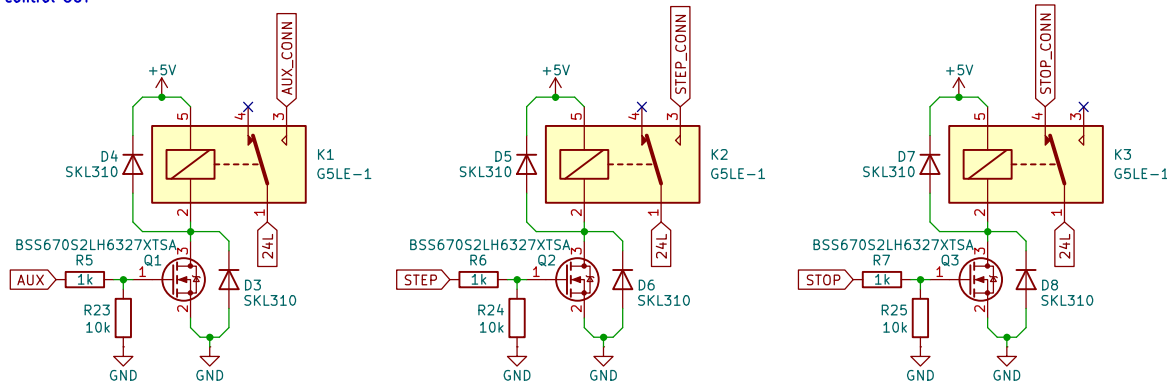 control OUT
AUX_CONN
+5V
5
4
3
D4
SKL310
K1
G5LE-1
2
1
24L
BSS670S2LH6327XTSA
R5
Q1
3
AUX
1k
1
D3
SKL310
R23
10k
2
GND
GND
STEP_CONN
+5V
5
4
3
D5
SKL310
K2
G5LE-1
2
1
24L
BSS670S2LH6327XTSA
R6
Q2
3
STEP
1k
1
D6
SKL310
R24
10k
2
GND
GND
STOP_CONN
+5V
5
4
3
D7
SKL310
K3
G5LE-1
2
1
24L
BSS670S2LH6327XTSA
R7
Q3
3
STOP
1k
1
D8
SKL310
R25
10k
2
GND
GND